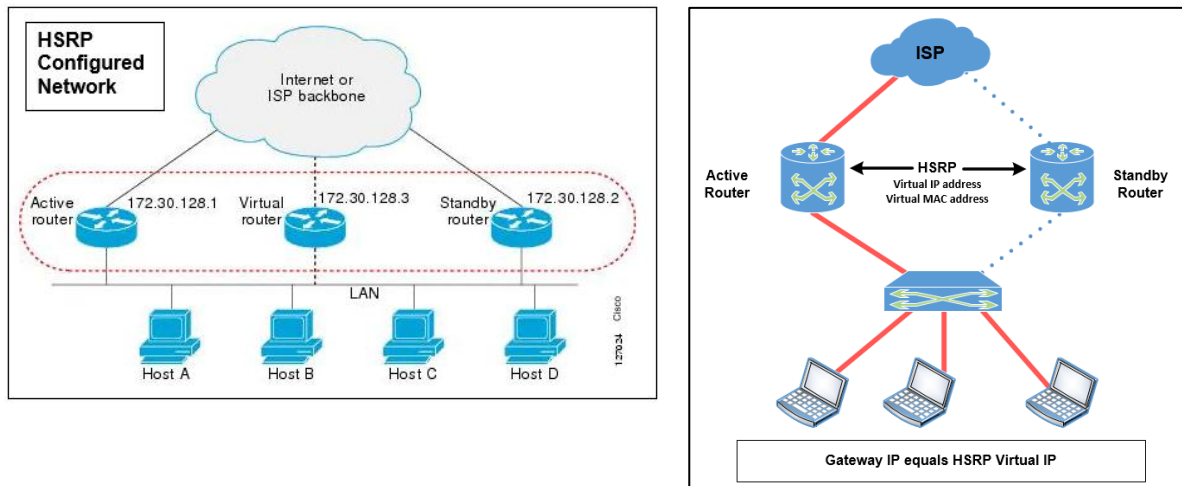 HSRP
Configured
Network
Internet or
ISP backbone
Active
router
172.30.128.1
Virtual
router
172.30.128.3
Standby
router
172.30.128.2
LAN
Host A
Host B
Host C
Host D
127024 Cisco
ISP
Active
Router
HSRP
Virtual IP address
Virtual MAC address
Standby
Router
Gateway IP equals HSRP Virtual IP